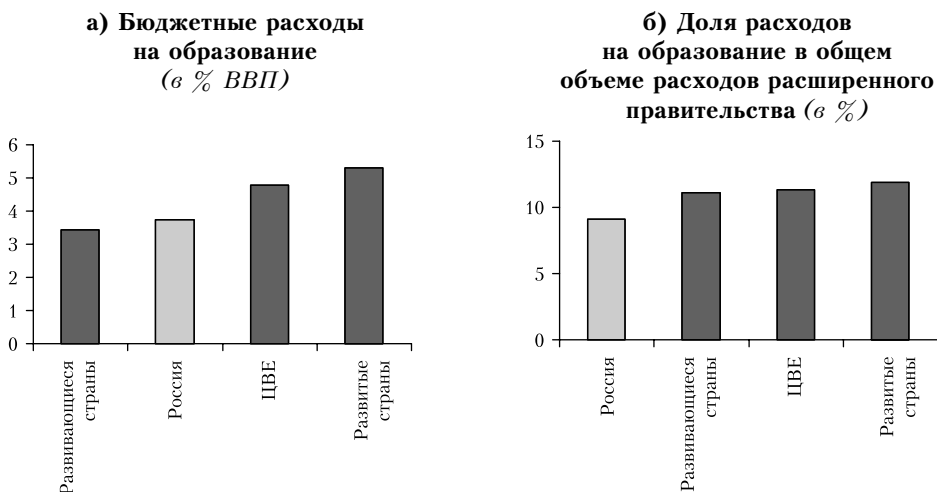 а) Бюджетные расходы
на образование
(в % ВВП)
6
5
4
3
2
1
0
Развивающиеся
страны
Россия
ЦВЕ
Развитые
страны
б) Доля расходов
на образование в общем
объеме расходов расширенного
правительства (в %)
15
10
5
0
Россия
Развивающиеся
страны
ЦВЕ
Развитые
страны